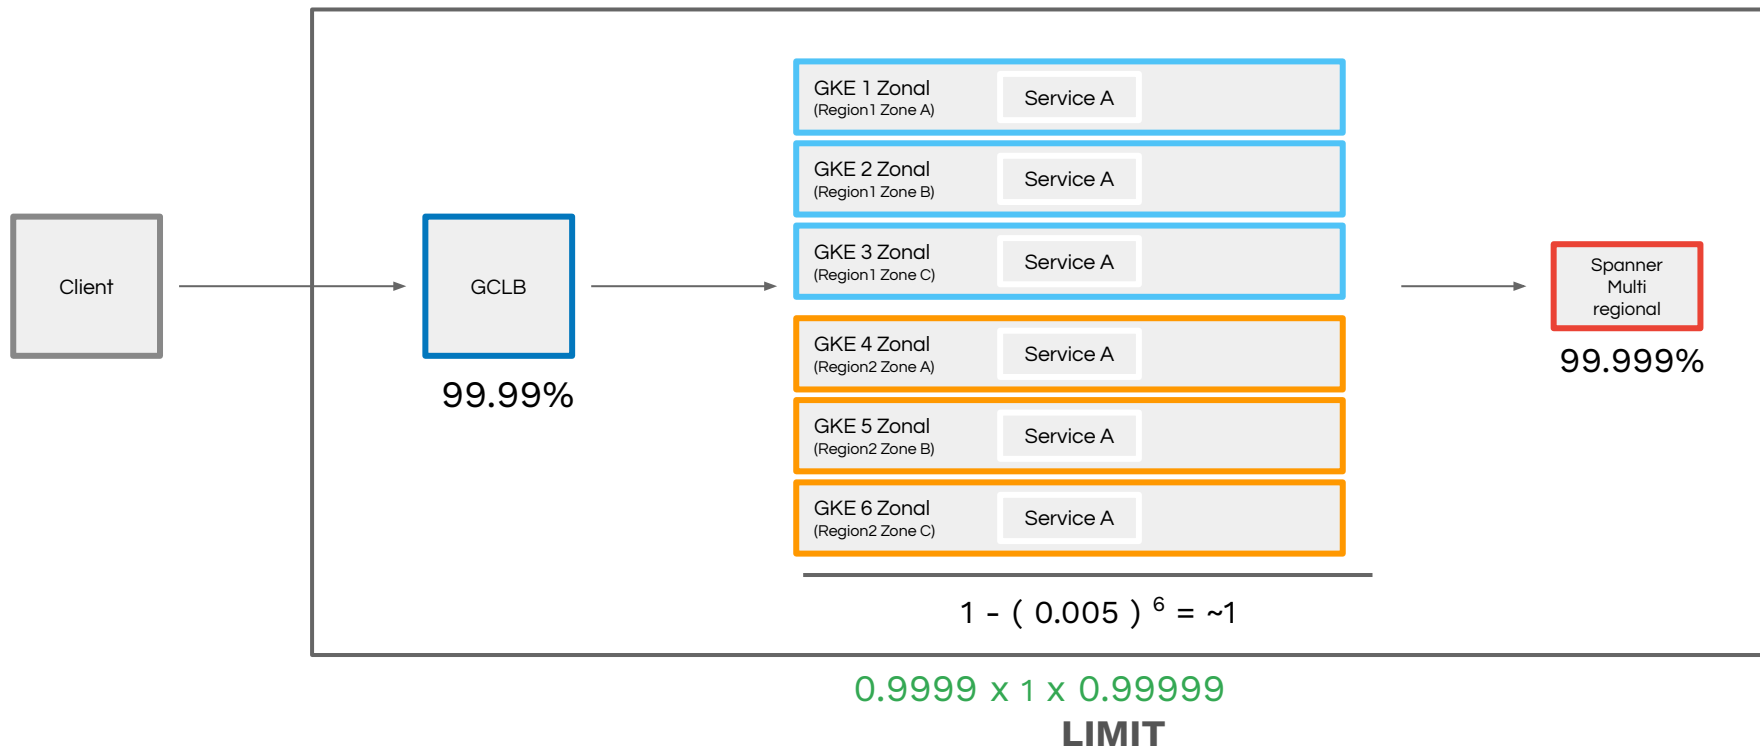 Client
GCLB
99.99%
GKE 1 Zonal
(Region1 Zone A)
Service A
GKE 2 Zonal
(Region1 Zone B)
Service A
GKE 3 Zonal
(Region1 Zone C)
Service A
GKE 4 Zonal
(Region2 Zone A)
Service A
GKE 5 Zonal
(Region2 Zone B)
Service A
GKE 6 Zonal
(Region2 Zone C)
Service A
1 - ( 0.005 ) ⁶ = ~1
Spanner
Multi
regional
99.999%
0.9999 x 1 x 0.99999
LIMIT